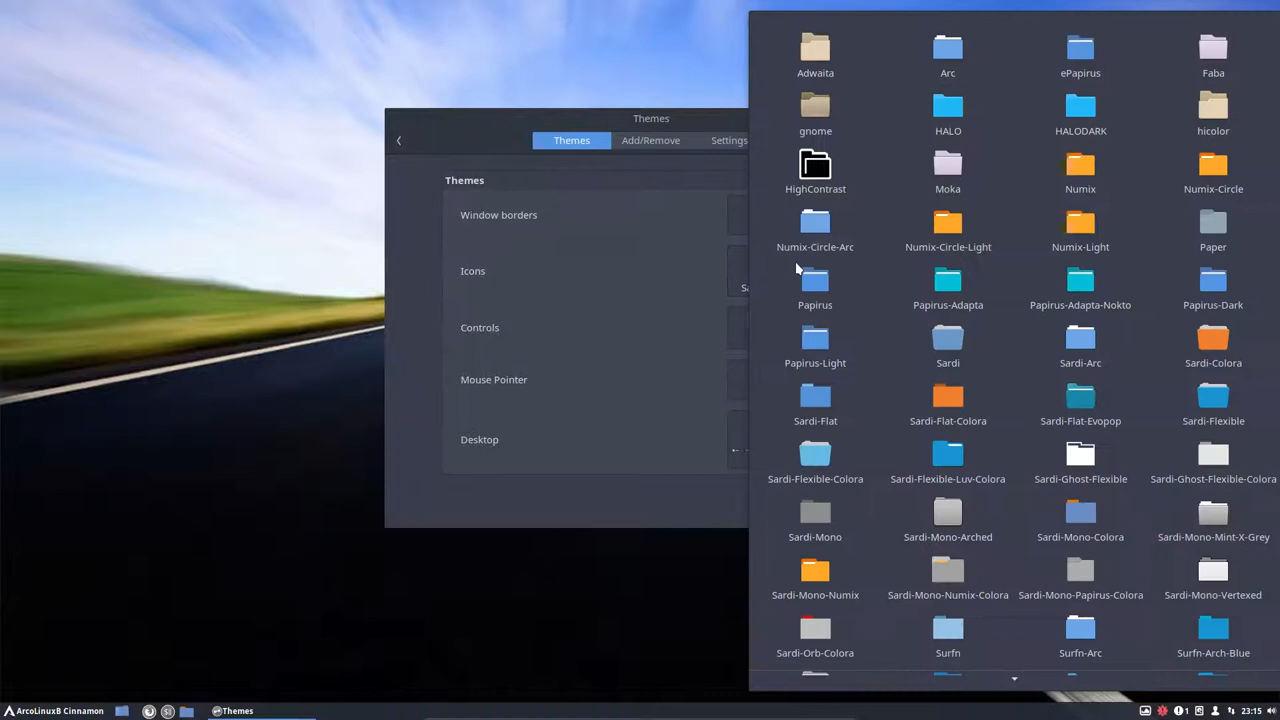 Themes
Themes Add/Remove Settings
Themes
Window borders
Icons
Sa
Controls
Mouse Pointer
Desktop
Adwaita Arc ePapirus Faba
gnome HALO HALODARK hicolor
HighContrast Moka Numix Numix-Circle
Numix-Circle-Arc Numix-Circle-Light Numix-Light Paper
Papirus Papirus-Adapta Papirus-Adapta-Nokto Papirus-Dark
Papirus-Light Sardi Sardi-Arc Sardi-Colora
Sardi-Flat Sardi-Flat-Colora Sardi-Flat-Evopop Sardi-Flexible
Sardi-Flexible-Colora Sardi-Flexible-Luv-Colora Sardi-Ghost-Flexible Sardi-Ghost-Flexible-Colora
Sardi-Mono Sardi-Mono-Arched Sardi-Mono-Colora Sardi-Mono-Mint-X-Grey
Sardi-Mono-Numix Sardi-Mono-Numix-Colora Sardi-Mono-Papirus-Colora Sardi-Mono-Vertexed
Sardi-Orb-Colora Surfn Surfn-Arc Surfn-Arch-Blue
ArcoLinuxB Cinnamon Themes 1 23:15